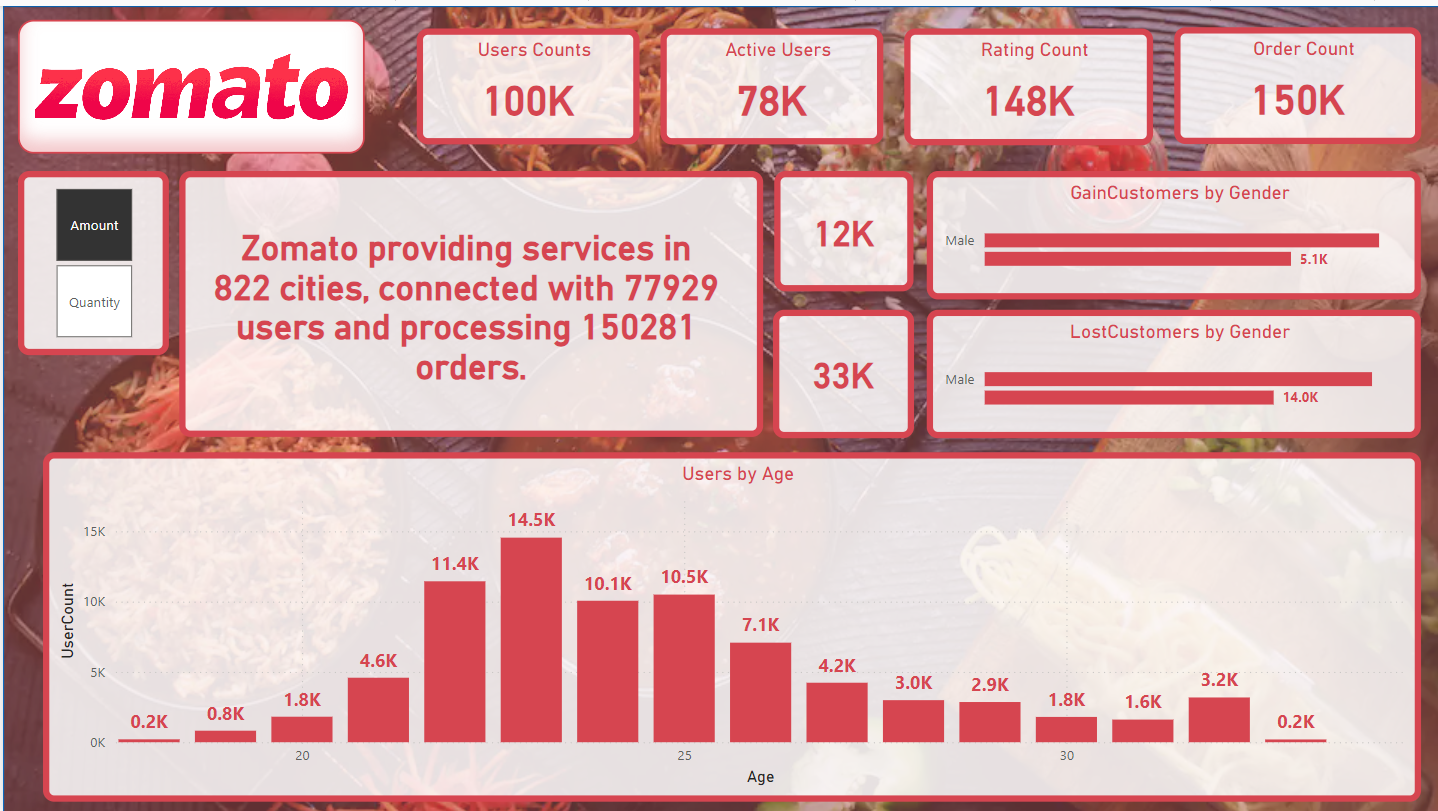 zomato
Users Counts
100K
Active Users
78K
Rating Count
148K
Order Count
150K
Amount
Quantity
Zomato providing services in
822 cities, connected with 77929
users and processing 150281
orders.
12K
GainCustomers by Gender
Male
5.1K
33K
LostCustomers by Gender
Male
14.0K
Users by Age
UserCount
15K
10K
5K
0K
0.2K
0.8K
1.8K
4.6K
11.4K
14.5K
10.1K
10.5K
7.1K
4.2K
3.0K
2.9K
1.8K
1.6K
3.2K
0.2K
20
25
30
Age